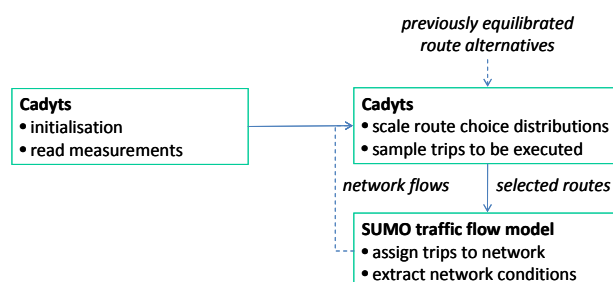 previously equilibrated
route alternatives
Cadyts
• initialisation
• read measurements
Cadyts
• scale route choice distributions
• sample trips to be executed
network flows
selected routes
SUMO traffic flow model
• assign trips to network
• extract network conditions